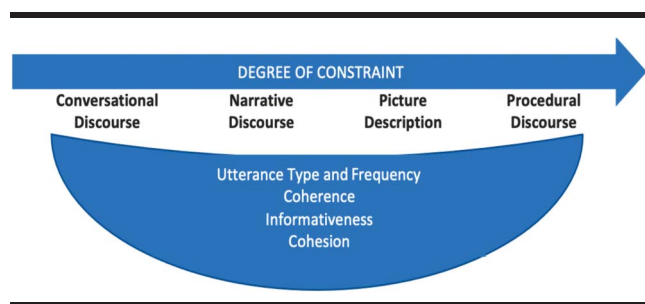 DEGREE OF CONSTRAINT
Conversational Discourse
Narrative Discourse
Picture Description
Procedural Discourse
Utterance Type and Frequency
Coherence
Informativeness
Cohesion